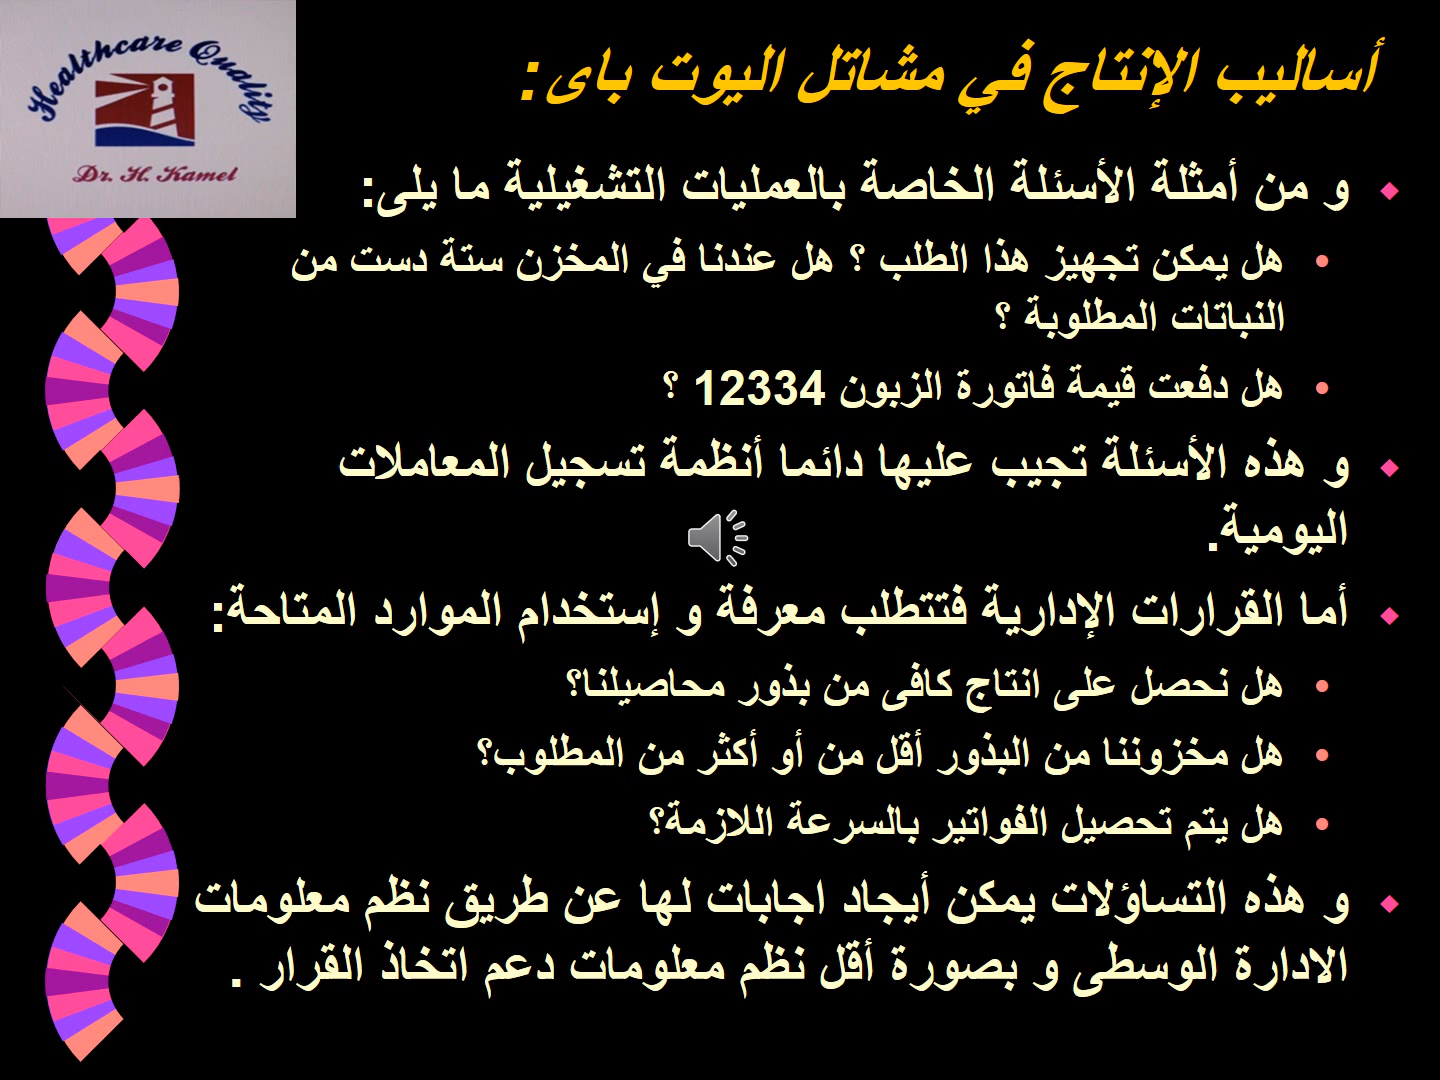 Healthcare Quality
Dr. H. Kamel
أساليب الإنتاج في مشاتل اليوت باى:
و من أمثلة الأسئلة الخاصة بالعمليات التشغيلية ما يلى:
هل يمكن تجهيز هذا الطلب ؟ هل عندنا في المخزن ستة دست من
النباتات المطلوبة ؟
هل دفعت قيمة فاتورة الزبون 12334 ؟
و هذه الأسئلة تجيب عليها دائما أنظمة تسجيل المعاملات
اليومية.
أما القرارات الإدارية فتتطلب معرفة و إستخدام الموارد المتاحة:
هل نحصل على انتاج كافى من بذور محاصيلنا؟
هل مخزوننا من البذور أقل من أو أكثر من المطلوب؟
هل يتم تحصيل الفواتير بالسرعة اللازمة؟
و هذه التساؤلات يمكن أيجاد اجابات لها عن طريق نظم معلومات
الادارة الوسطى و بصورة أقل نظم معلومات دعم اتخاذ القرار .